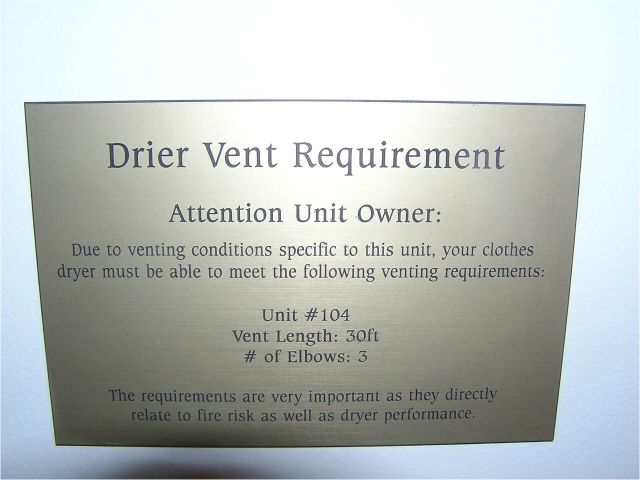 Drier Vent Requirement
Attention Unit Owner:
Due to venting conditions specific to this unit, your clothes
dryer must be able to meet the following venting requirements:
Unit #104
Vent Length: 30ft
# of Elbows: 3
The requirements are very important as they directly
relate to fire risk as well as dryer performance.